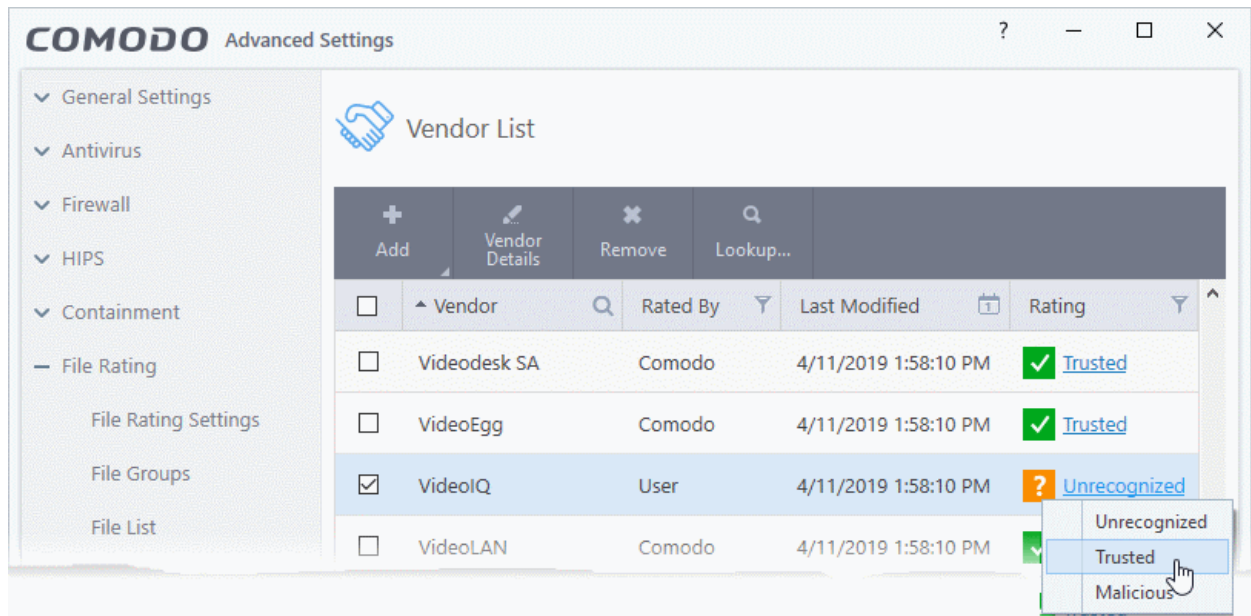 COMODO Advanced Settings ?
General Settings
Antivirus
Firewall
HIPS
Containment
File Rating
File Rating Settings
File Groups
File List
Vendor List
Add
Vendor Details
Remove
Lookup...
Vendor Rated By Last Modified 1 Rating
Videodesk SA Comodo 4/11/2019 1:58:10 PM Trusted
VideoEgg Comodo 4/11/2019 1:58:10 PM Trusted
VideoIQ User 4/11/2019 1:58:10 PM ? Unrecognized
VideoLAN Comodo 4/11/2019 1:58:10 PM
Unrecognized
Trusted
Malicious